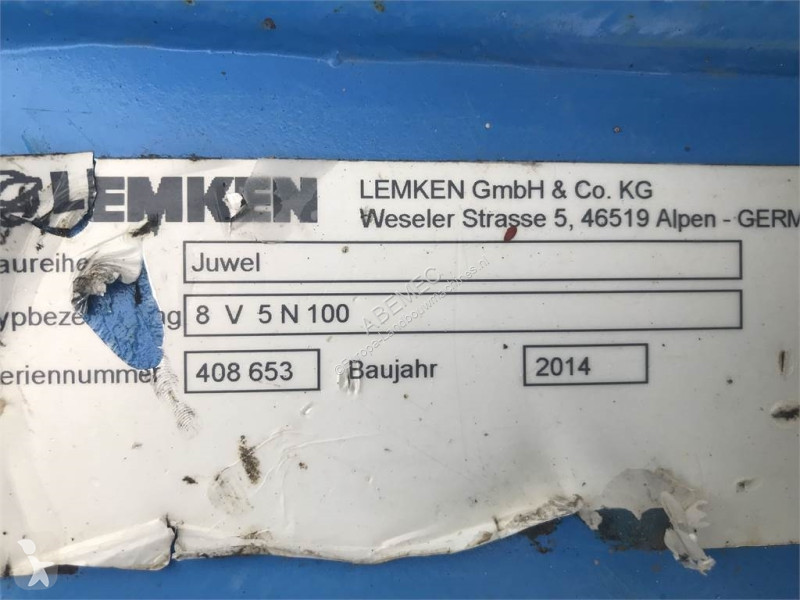 LEMKEN
LEMKEN GmbH & Co. KG
Weseler Strasse 5, 46519 Alpen - GERM
aureihe Juwel
8 V 5 N 100
eriennummer 408 653 Baujahr 2014
ABEMEC